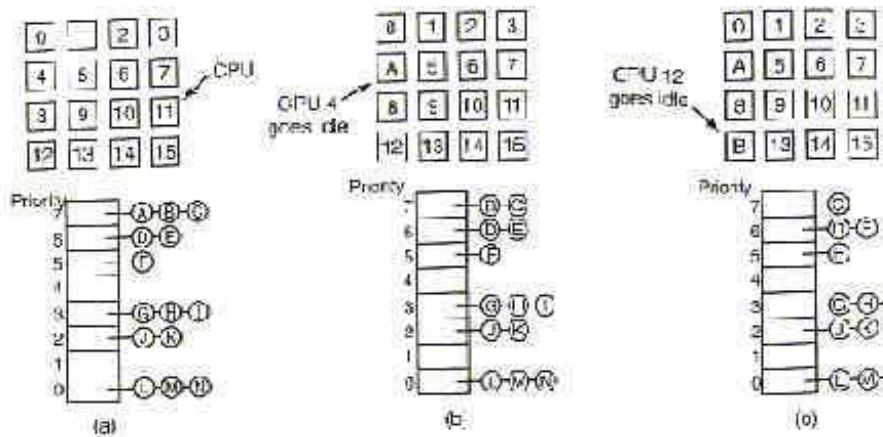 0 2 3
4 5 6 7
CPU
8 9 10 11
12 13 14 15
Priority
7 A B C
6 D E
5 F
4
3 G H I
2 J K
1
0 L M N
(a)
0 1 2 3
A 5 6 7
CPU 4
goes idle
8 9 10 11
12 13 14 15
Priority
7 B C
6 D E
5 F
4
3 G H I
2 J K
1
0 L M N
(b)
0 1 2 3
A 5 6 7
CPU 12
goes idle
8 9 10 11
B 13 14 15
Priority
7 C
6 D E
5 F
4
3 G H
2 J K
1
0 L M
(c)